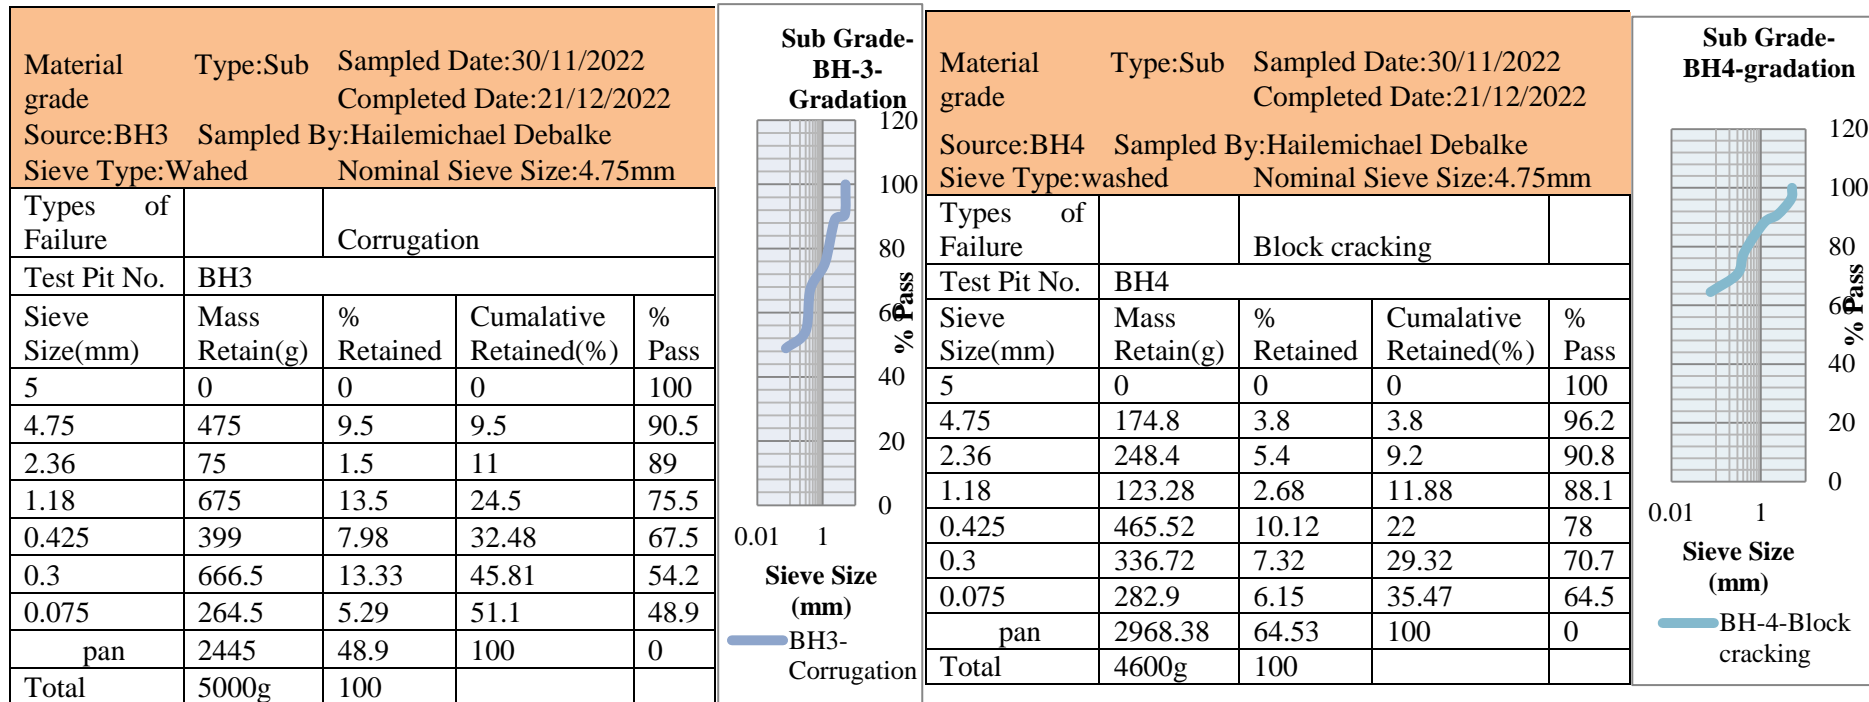 Material Type:Sub Sampled Date:30/11/2022
grade Completed Date:21/12/2022
Source:BH3 Sampled By:Hailemichael Debalke
Sieve Type:Wahed Nominal Sieve Size:4.75mm
Types of
Failure Corrugation
Test Pit No. BH3
Sieve Mass % Cumalative %
Size(mm) Retain(g) Retained Retained(%) Pass
5 0 0 0 100
4.75 475 9.5 9.5 90.5
2.36 75 1.5 11 89
1.18 675 13.5 24.5 75.5
0.425 399 7.98 32.48 67.5
0.3 666.5 13.33 45.81 54.2
0.075 264.5 5.29 51.1 48.9
pan 2445 48.9 100 0
Total 5000g 100
Sub Grade-
BH-3-
Gradation
120
100
80
60
40
20
0
% Pass
0.01 1
Sieve Size
(mm)
BH3-
Corrugation
Material Type:Sub Sampled Date:30/11/2022
grade Completed Date:21/12/2022
Source:BH4 Sampled By:Hailemichael Debalke
Sieve Type:washed Nominal Sieve Size:4.75mm
Types of
Failure Block cracking
Test Pit No. BH4
Sieve Mass % Cumalative %
Size(mm) Retain(g) Retained Retained(%) Pass
5 0 0 0 100
4.75 174.8 3.8 3.8 96.2
2.36 248.4 5.4 9.2 90.8
1.18 123.28 2.68 11.88 88.1
0.425 465.52 10.12 22 78
0.3 336.72 7.32 29.32 70.7
0.075 282.9 6.15 35.47 64.5
pan 2968.38 64.53 100 0
Total 4600g 100
Sub Grade-
BH4-gradation
120
100
80
60
40
20
0
% Pass
0.01 1
Sieve Size
(mm)
BH-4-Block
cracking